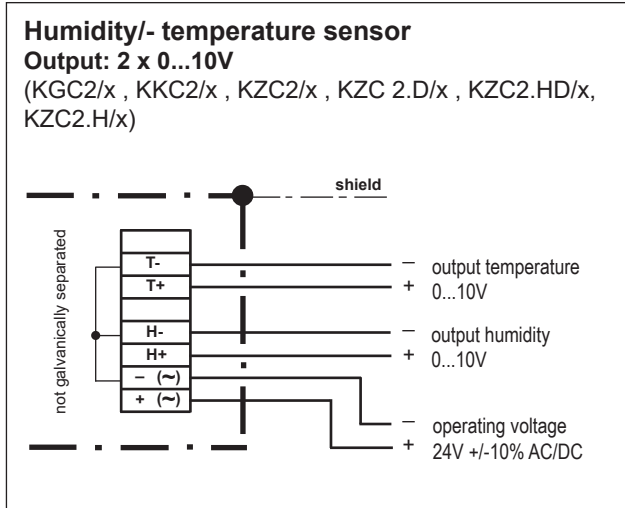 Humidity/- temperature sensor
Output: 2 x 0...10V
(KGC2/x , KKC2/x , KZC2/x , KZC 2.D/x , KZC2.HD/x,
KZC2.H/x)
shield
not galvanically separated
T-
T+
H-
H+
– (~)
+ (~)
– output temperature
+ 0...10V
– output humidity
+ 0...10V
– operating voltage
+ 24V +/-10% AC/DC